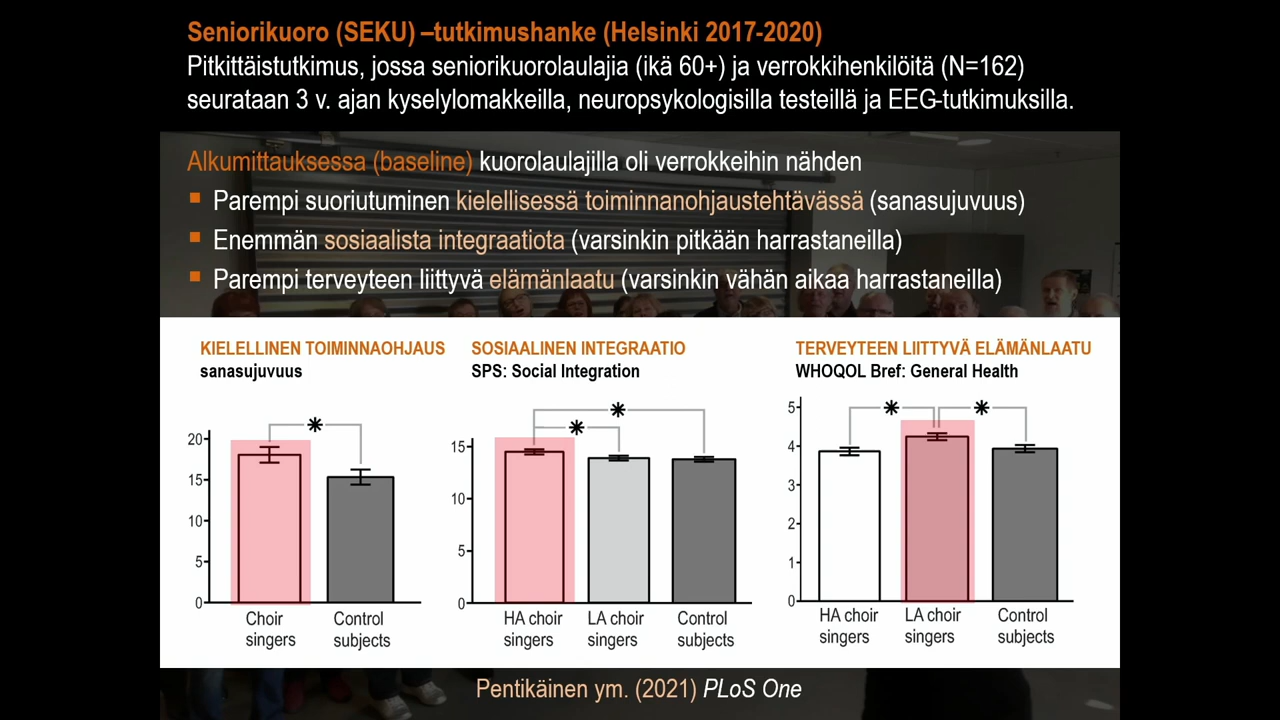 Seniorikuoro (SEKU) –tutkimushanke (Helsinki 2017-2020)
Pitkittäistutkimus, jossa seniorikuorolaulajia (ikä 60+) ja verrokkihenkilöitä (N=162)
seurataan 3 v. ajan kyselylomakkeilla, neuropsykologisilla testeillä ja EEG-tutkimuksilla.
Alkumittauksessa (baseline) kuorolaulajilla oli verrokkeihin nähden
▪ Parempi suoriutuminen kielellisessä toiminnanohjaustehtävässä (sanasujuvuus)
▪ Enemmän sosiaalista integraatiota (varsinkin pitkään harrastaneilla)
▪ Parempi terveyteen liittyvä elämänlaatu (varsinkin vähän aikaa harrastaneilla)
KIELELLINEN TOIMINNAOHJAUS
sanasujuvuus
20
15
10
5
0
Choir singers
Control subjects
SOSIAALINEN INTEGRAATIO
SPS: Social Integration
15
10
5
0
HA choir singers
LA choir singers
Control subjects
TERVEYTEEN LIITTYVÄ ELÄMÄNLAATU
WHOQOL Bref: General Health
5
4
3
2
1
0
HA choir singers
LA choir singers
Control subjects
Pentikäinen ym. (2021) PLoS One